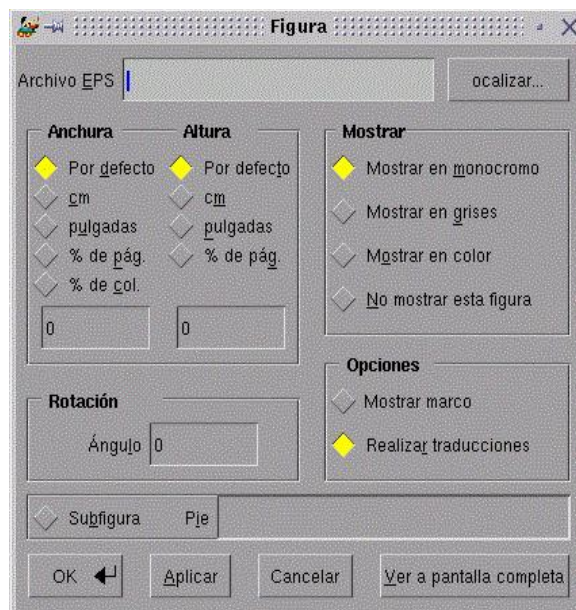 Figura
Archivo EPS ocalizar...
Anchura Altura
Por defecto Por defecto
cm cm
pulgadas pulgadas
% de pág. % de pág.
% de col.
0 0
Mostrar
Mostrar en monocromo
Mostrar en grises
Mostrar en color
No mostrar esta figura
Rotación
Ángulo 0
Opciones
Mostrar marco
Realizar traducciones
Subfigura Pie
OK Aplicar Cancelar Ver a pantalla completa